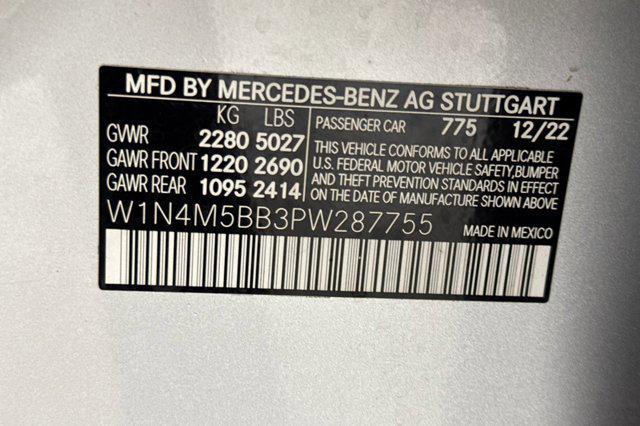 MFD BY MERCEDES-BENZ AG STUTTGART
KG LBS
GVWR 2280 5027
GAWR FRONT 1220 2690
GAWR REAR 1095 2414
PASSENGER CAR 775 12/22
THIS VEHICLE CONFORMS TO ALL APPLICABLE
U.S. FEDERAL MOTOR VEHICLE SAFETY, BUMPER
AND THEFT PREVENTION STANDARDS IN EFFECT
ON THE DATE OF MANUFACTURE SHOWN ABOVE
W1N4M5BB3PW287755
MADE IN MEXICO